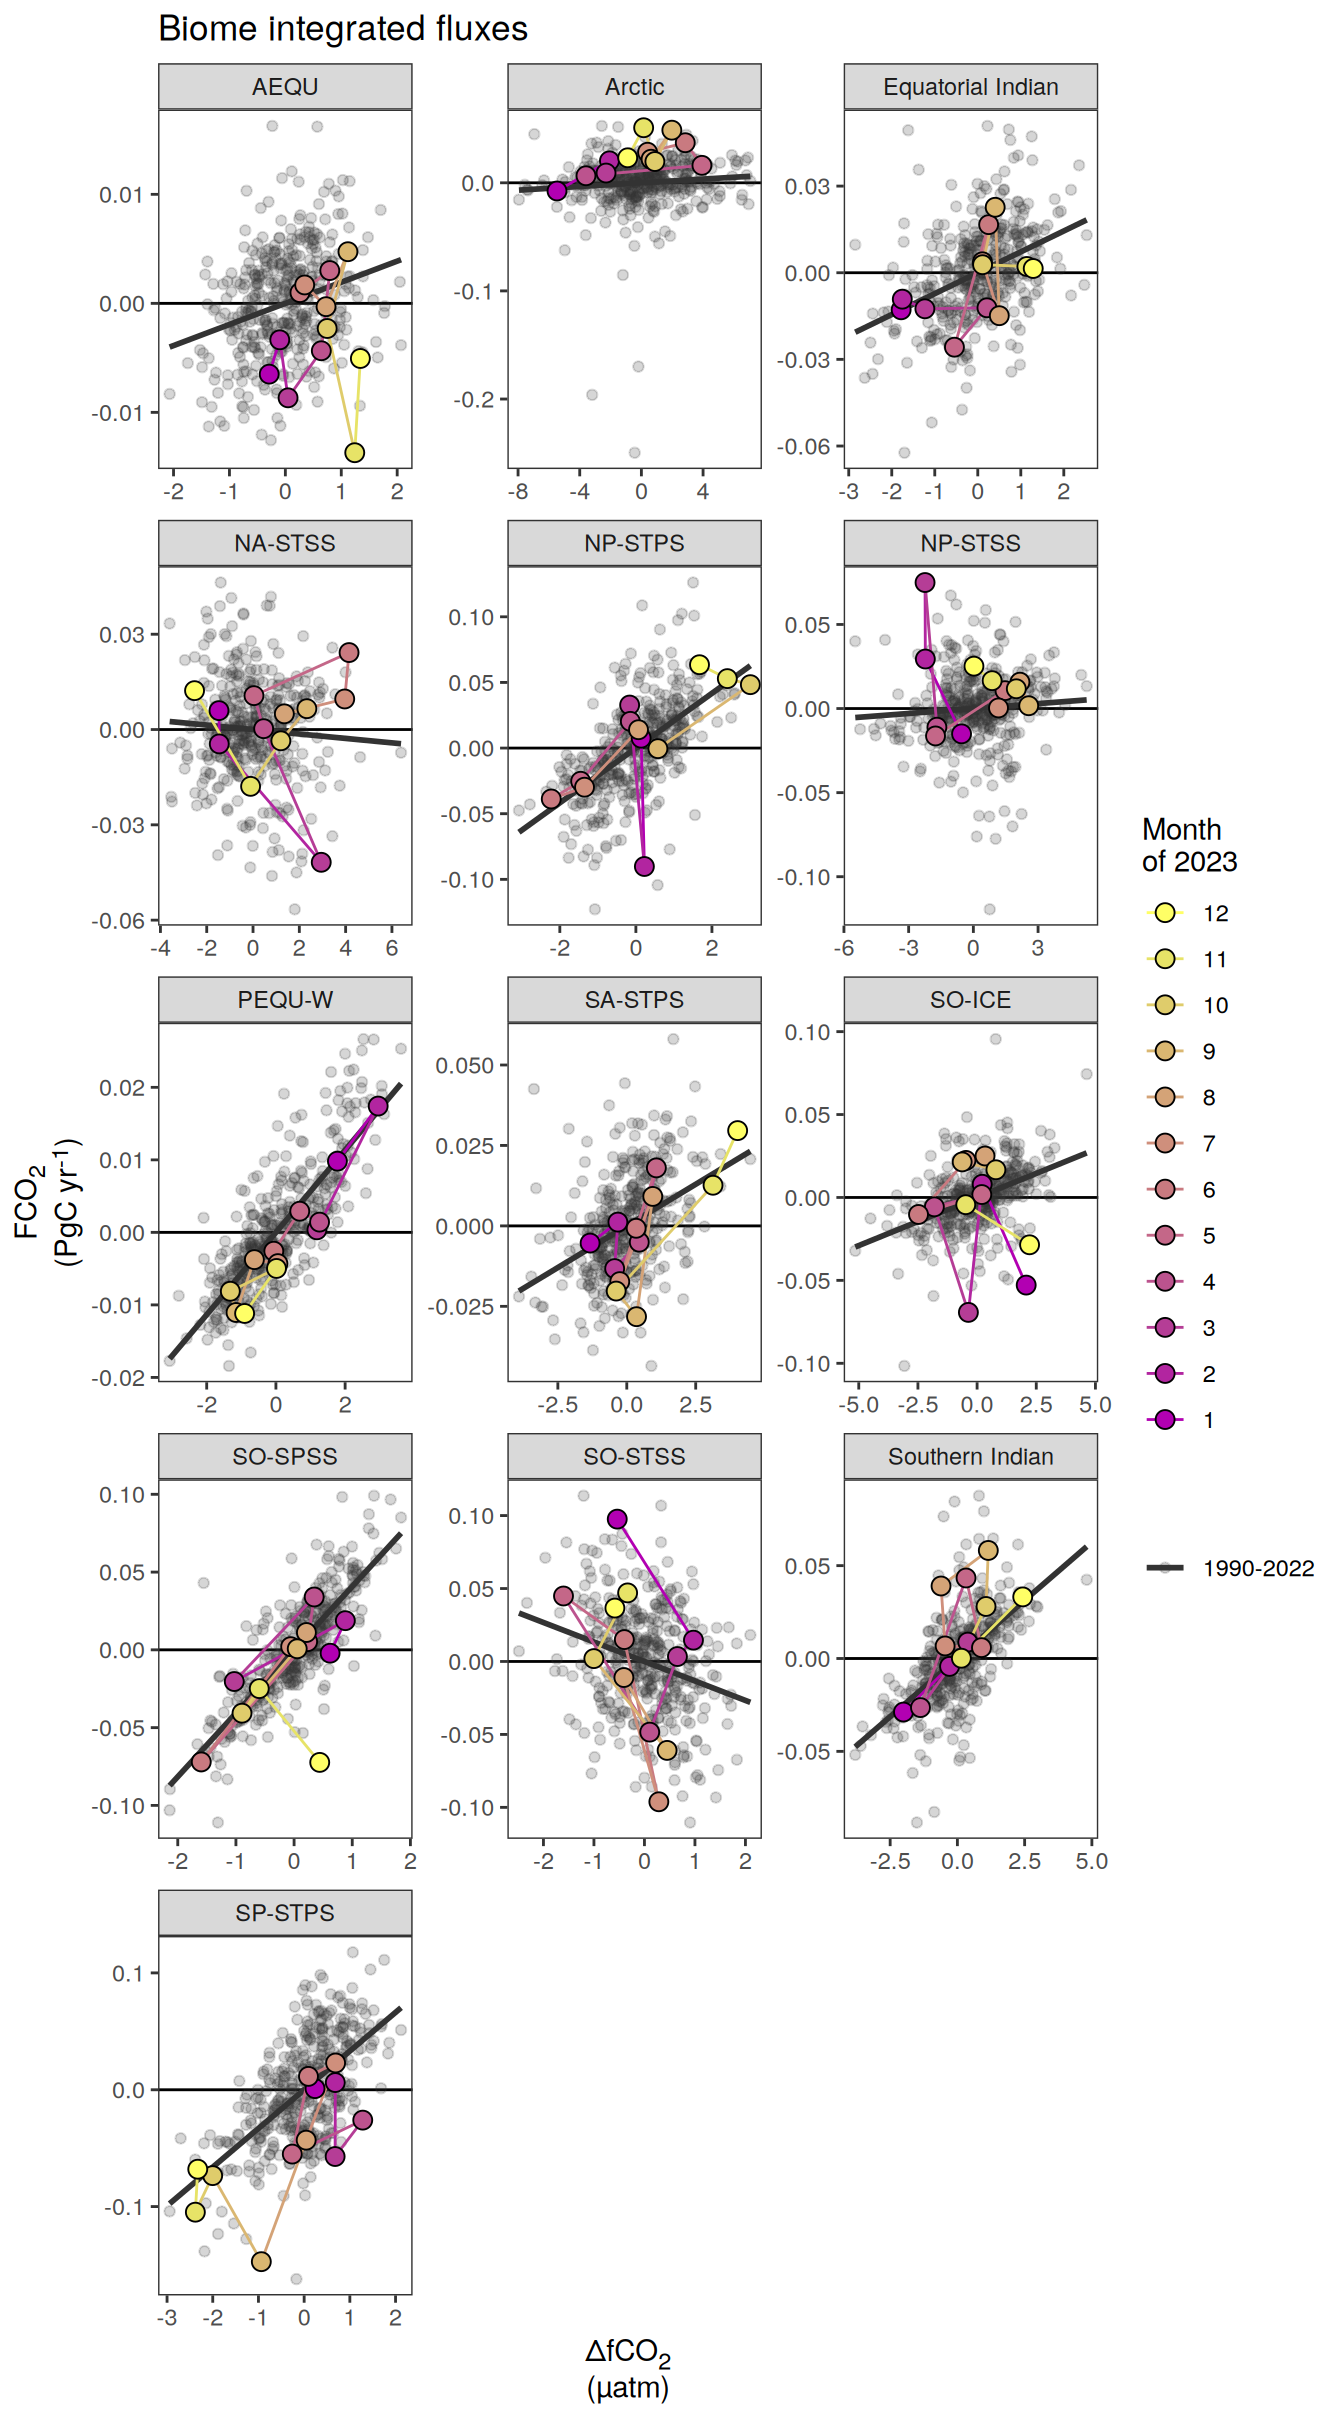 Biome integrated fluxes
AEQU
Arctic
Equatorial Indian
0.01
0.00
-0.01
-2 -1 0 1 2
0.0
-0.1
-0.2
-8 -4 0 4
0.03
0.00
-0.03
-0.06
-3 -2 -1 0 1 2
NA-STSS
NP-STPS
NP-STSS
0.03
0.00
-0.03
-0.06
-4 -2 0 2 4 6
0.10
0.05
0.00
-0.05
-0.10
-2 0 2
0.05
0.00
-0.05
-0.10
-6 -3 0 3
PEQU-W
SA-STPS
SO-ICE
0.02
0.01
0.00
-0.01
-0.02
-2 0 2
0.050
0.025
0.000
-0.025
-2.5 0.0 2.5
0.10
0.05
0.00
-0.05
-0.10
-5.0 -2.5 0.0 2.5 5.0
SO-SPSS
SO-STSS
Southern Indian
0.10
0.05
0.00
-0.05
-0.10
-2 -1 0 1 2
0.10
0.05
0.00
-0.05
-0.10
-2 -1 0 1 2
0.05
0.00
-0.05
-2.5 0.0 2.5 5.0
SP-STPS
0.1
0.0
-0.1
-3 -2 -1 0 1 2
FCO₂
(PgC yr⁻¹)
ΔfCO₂
(µatm)
Month
of 2023
12
11
10
9
8
7
6
5
4
3
2
1
1990-2022